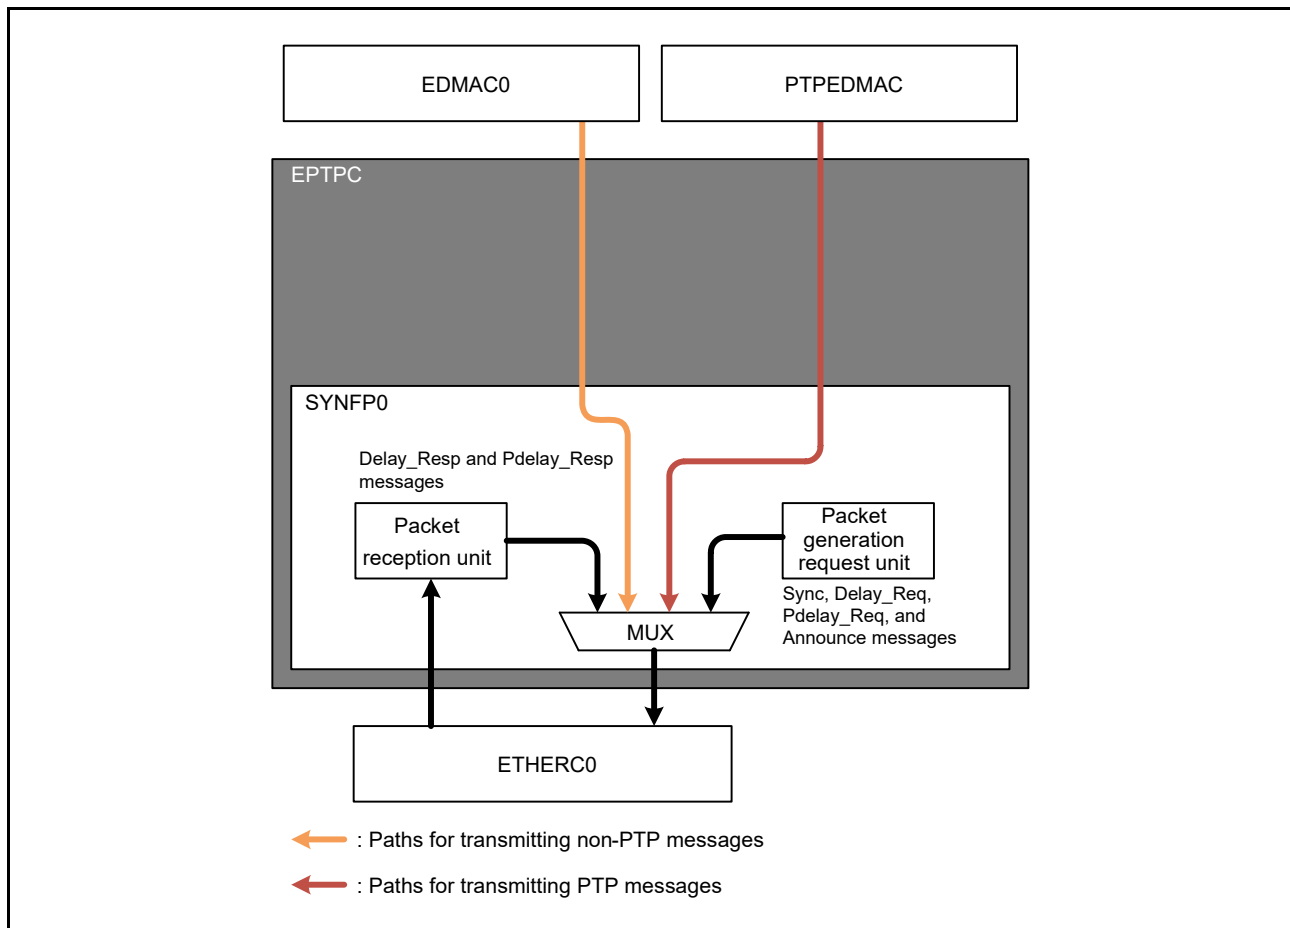 EDMAC0
PTPEDMAC
EPTPC
SYNFP0
Delay_Resp and Pdelay_Resp
messages
Packet
reception unit
Packet
generation
request unit
Sync, Delay_Req,
Pdelay_Req, and
Announce messages
MUX
ETHERC0
: Paths for transmitting non-PTP messages
: Paths for transmitting PTP messages